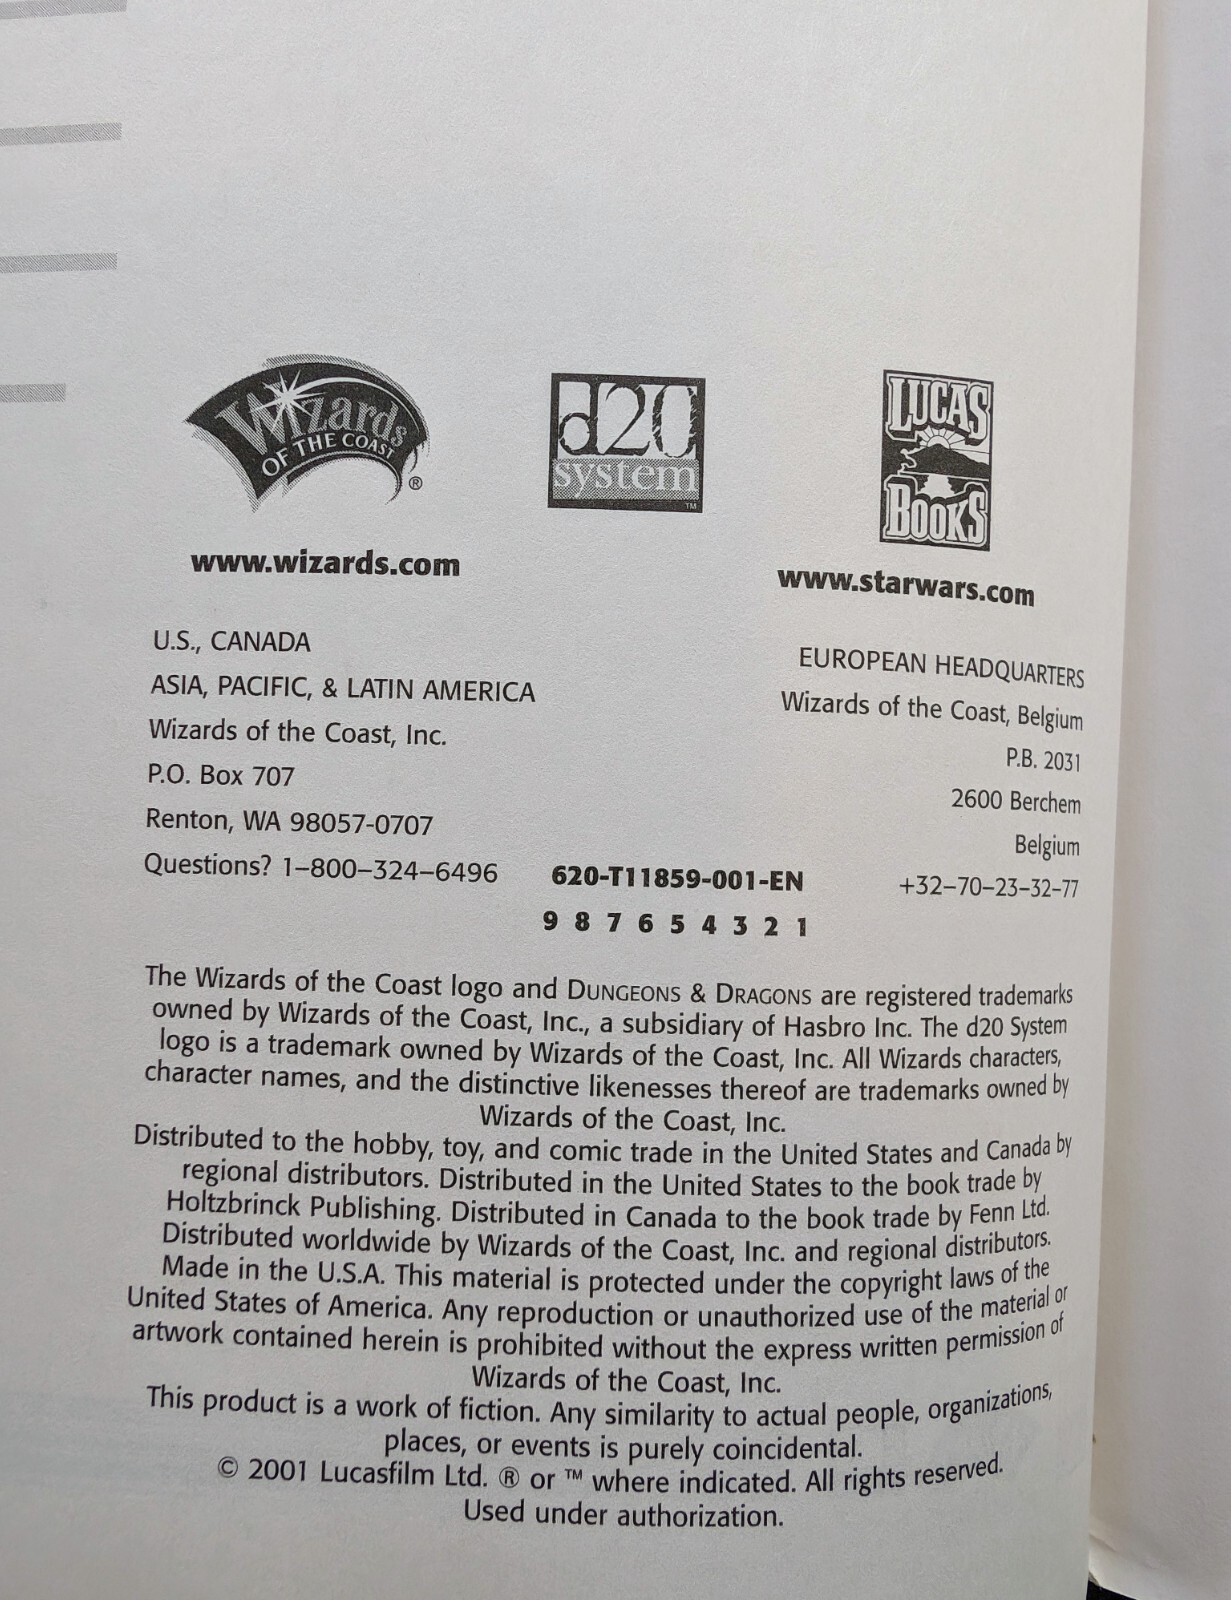 Wizards
OF THE COAST
®
d20
system
™
LUCAS
BOOKS
www.wizards.com
www.starwars.com
U.S., CANADA
ASIA, PACIFIC, & LATIN AMERICA
Wizards of the Coast, Inc.
P.O. Box 707
Renton, WA 98057-0707
Questions? 1–800–324–6496
EUROPEAN HEADQUARTERS
Wizards of the Coast, Belgium
P.B. 2031
2600 Berchem
Belgium
+32–70–23–32–77
620-T11859-001-EN
9 8 7 6 5 4 3 2 1
The Wizards of the Coast logo and DUNGEONS & DRAGONS are registered trademarks
owned by Wizards of the Coast, Inc., a subsidiary of Hasbro Inc. The d20 System
logo is a trademark owned by Wizards of the Coast, Inc. All Wizards characters,
character names, and the distinctive likenesses thereof are trademarks owned by
Wizards of the Coast, Inc.
Distributed to the hobby, toy, and comic trade in the United States and Canada by
regional distributors. Distributed in the United States to the book trade by
Holtzbrinck Publishing. Distributed in Canada to the book trade by Fenn Ltd.
Distributed worldwide by Wizards of the Coast, Inc. and regional distributors.
Made in the U.S.A. This material is protected under the copyright laws of the
United States of America. Any reproduction or unauthorized use of the material or
artwork contained herein is prohibited without the express written permission of
Wizards of the Coast, Inc.
This product is a work of fiction. Any similarity to actual people, organizations,
places, or events is purely coincidental.
© 2001 Lucasfilm Ltd. ® or ™ where indicated. All rights reserved.
Used under authorization.